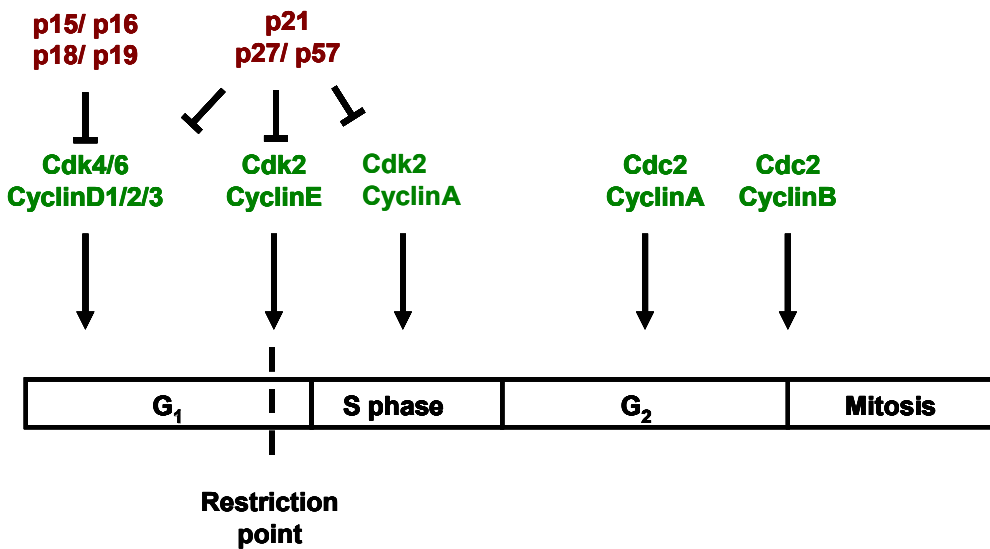 p15/ p16
p18/ p19
p21
p27/ p57
Cdk4/6
CyclinD1/2/3
Cdk2
CyclinE
Cdk2
CyclinA
Cdc2
CyclinA
Cdc2
CyclinB
G1
S phase
G2
Mitosis
Restriction
point